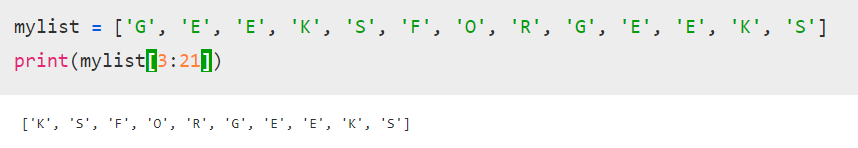 mylist = ['G', 'E', 'E', 'K', 'S', 'F', 'O', 'R', 'G', 'E', 'E', 'K', 'S']
print(mylist[3:21])
['K', 'S', 'F', 'O', 'R', 'G', 'E', 'E', 'K', 'S']